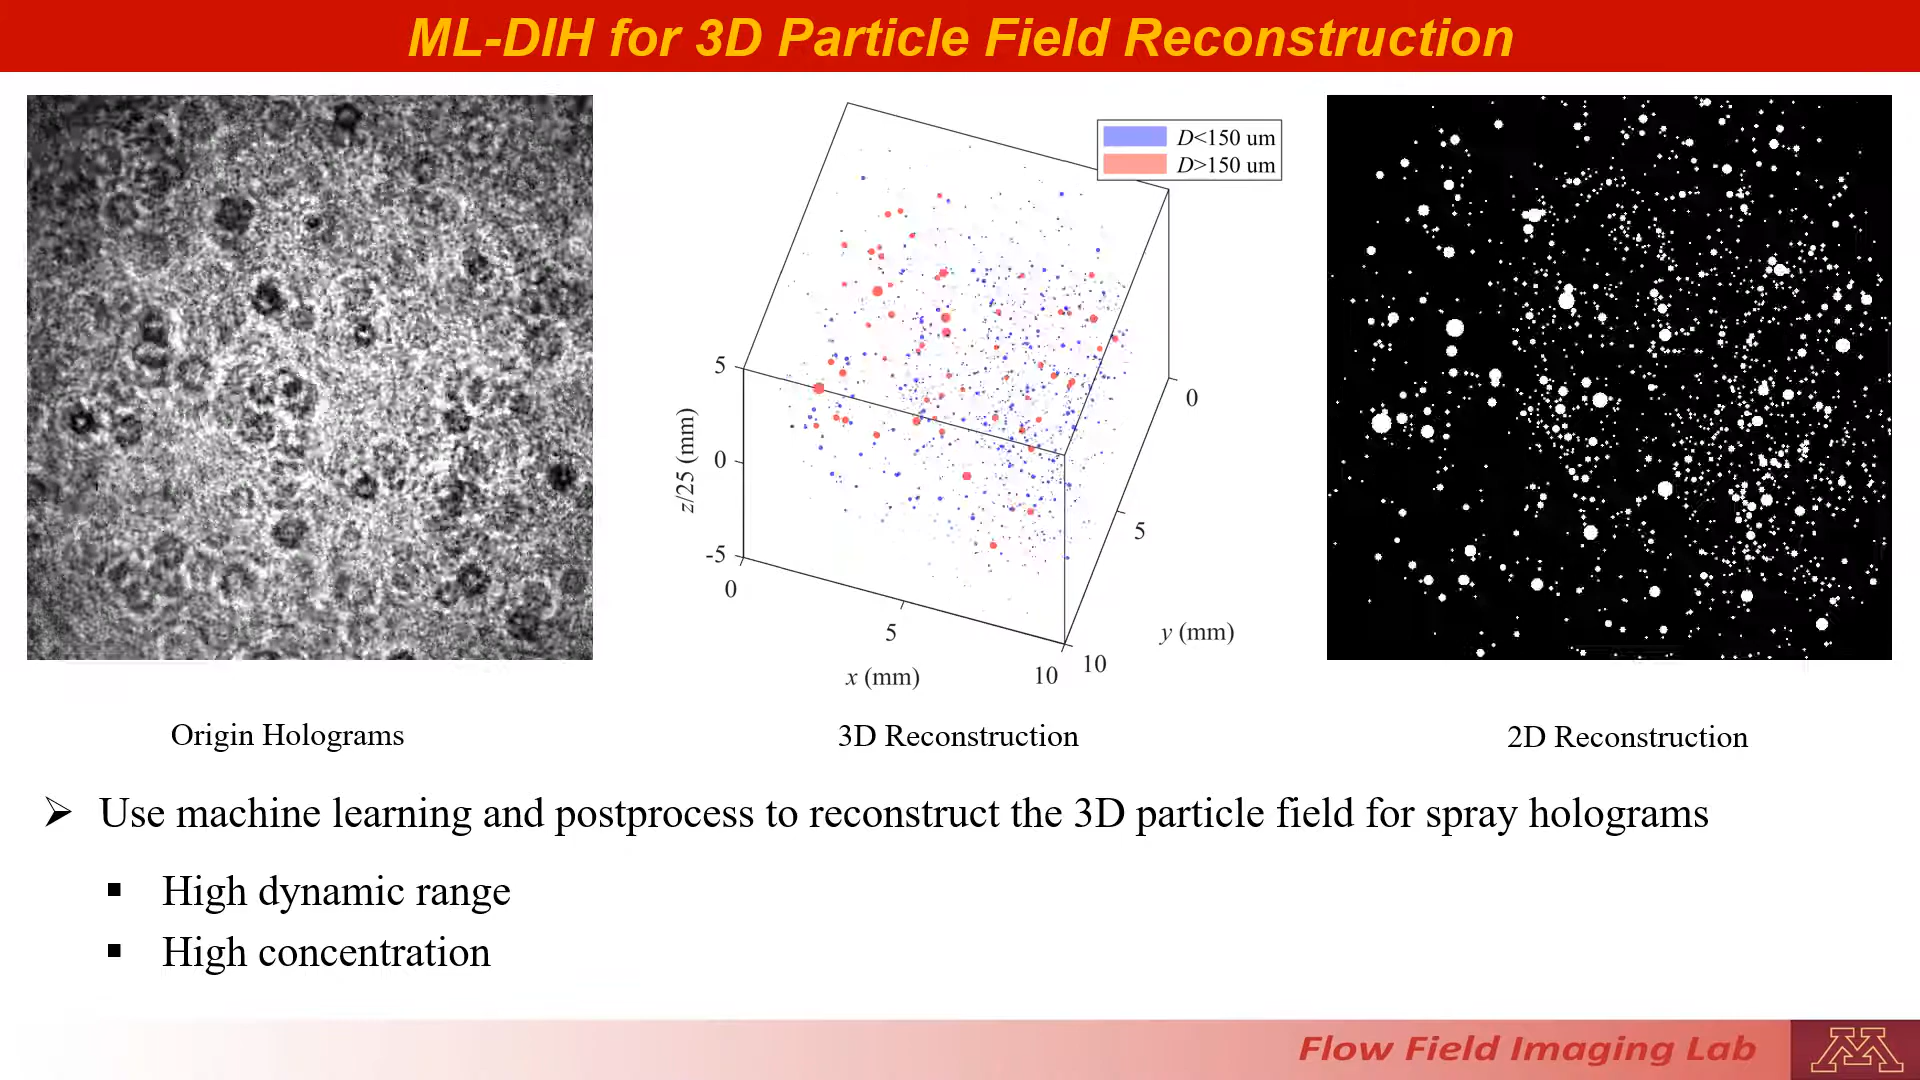 ML-DIH for 3D Particle Field Reconstruction
D<150 um
D>150 um
z/25 (mm)
5
0
-5
0
5
10
x (mm)
0
5
10
y (mm)
Origin Holograms
3D Reconstruction
2D Reconstruction
➢ Use machine learning and postprocess to reconstruct the 3D particle field for spray holograms
▪ High dynamic range
▪ High concentration
Flow Field Imaging Lab
M